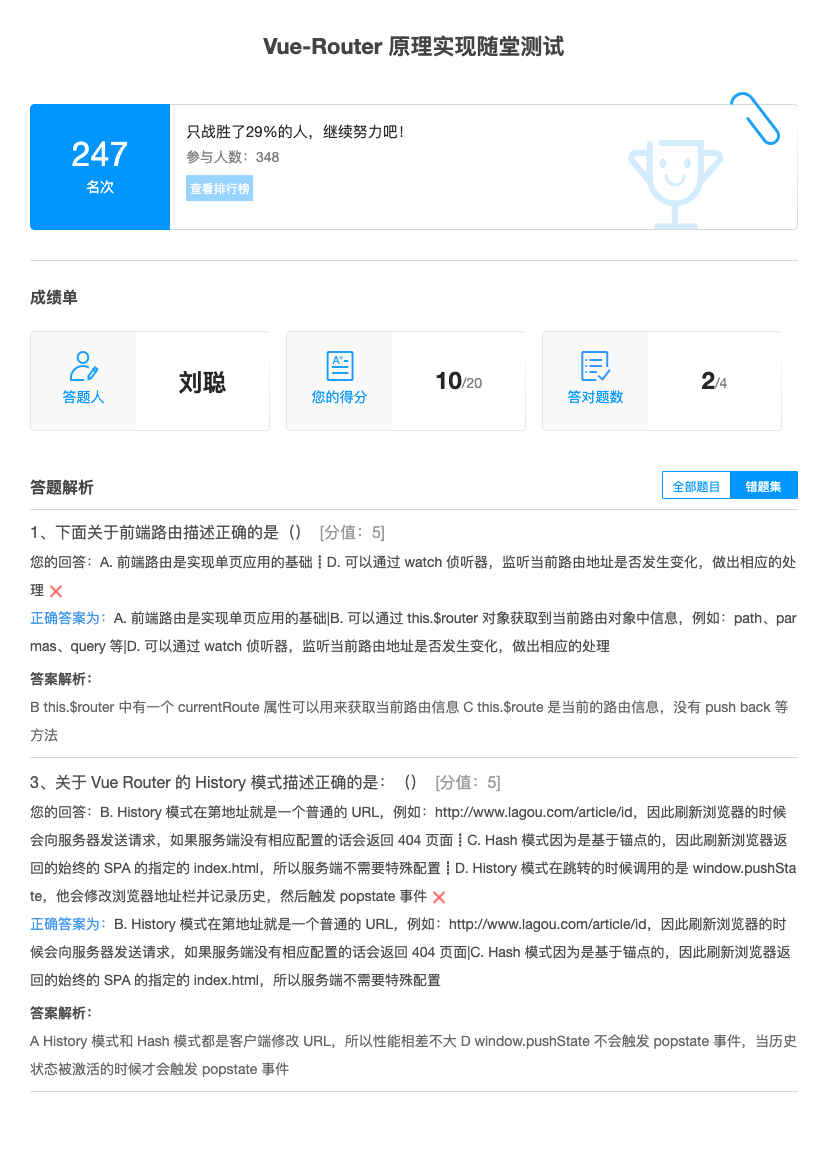 Vue-Router 原理实现随堂测试
247
名次
只战胜了29%的人，继续努力吧！
参与人数：348
查看排行榜
成绩单
答题人
刘聪
A+-
您的得分
10/20
答对题数
2/4
答题解析
全部题目
错题集
1、下面关于前端路由描述正确的是（） [分值：5]
您的回答：A. 前端路由是实现单页应用的基础┋D. 可以通过 watch 侦听器，监听当前路由地址是否发生变化，做出相应的处
理
正确答案为：A. 前端路由是实现单页应用的基础|B. 可以通过 this.$router 对象获取到当前路由对象中信息，例如：path、par
mas、query 等|D. 可以通过 watch 侦听器，监听当前路由地址是否发生变化，做出相应的处理
答案解析：
B this.$router 中有一个 currentRoute 属性可以用来获取当前路由信息 C this.$route 是当前的路由信息，没有 push back 等
方法
3、关于 Vue Router 的 History 模式描述正确的是：（） [分值：5]
您的回答：B. History 模式在第地址就是一个普通的 URL，例如：http://www.lagou.com/article/id，因此刷新浏览器的时候
会向服务器发送请求，如果服务端没有相应配置的话会返回 404 页面┋C. Hash 模式因为是基于锚点的，因此刷新浏览器返
回的始终的 SPA 的指定的 index.html，所以服务端不需要特殊配置┋D. History 模式在跳转的时候调用的是 window.pushSta
te，他会修改浏览器地址栏并记录历史，然后触发 popstate 事件
正确答案为：B. History 模式在第地址就是一个普通的 URL，例如：http://www.lagou.com/article/id，因此刷新浏览器的时
候会向服务器发送请求，如果服务端没有相应配置的话会返回 404 页面|C. Hash 模式因为是基于锚点的，因此刷新浏览器返
回的始终的 SPA 的指定的 index.html，所以服务端不需要特殊配置
答案解析：
A History 模式和 Hash 模式都是客户端修改 URL，所以性能相差不大 D window.pushState 不会触发 popstate 事件，当历史
状态被激活的时候才会触发 popstate 事件